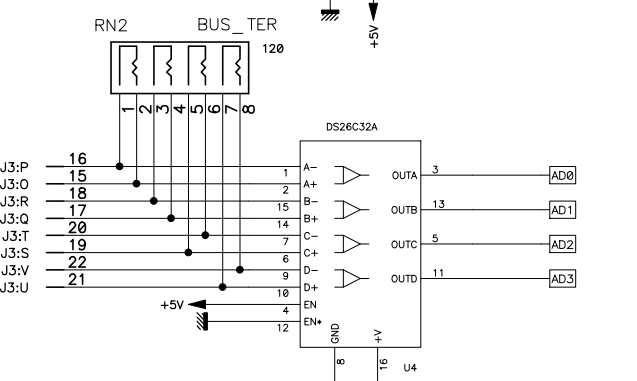 RN2 BUS_TER
120
+5V
1 2 3 4 5 6 7 8
DS26C32A
J3:P 16 1 A- OUTA 3 AD0
J3:O 15 2 A+
J3:R 18 15 B- OUTB 13 AD1
J3:Q 17 14 B+
J3:T 20 7 C- OUTC 5 AD2
J3:S 19 6 C+
J3:V 22 9 D- OUTD 11 AD3
J3:U 21 10 D+
+5V 4 EN
12 EN*
GND +V
8 16
U4